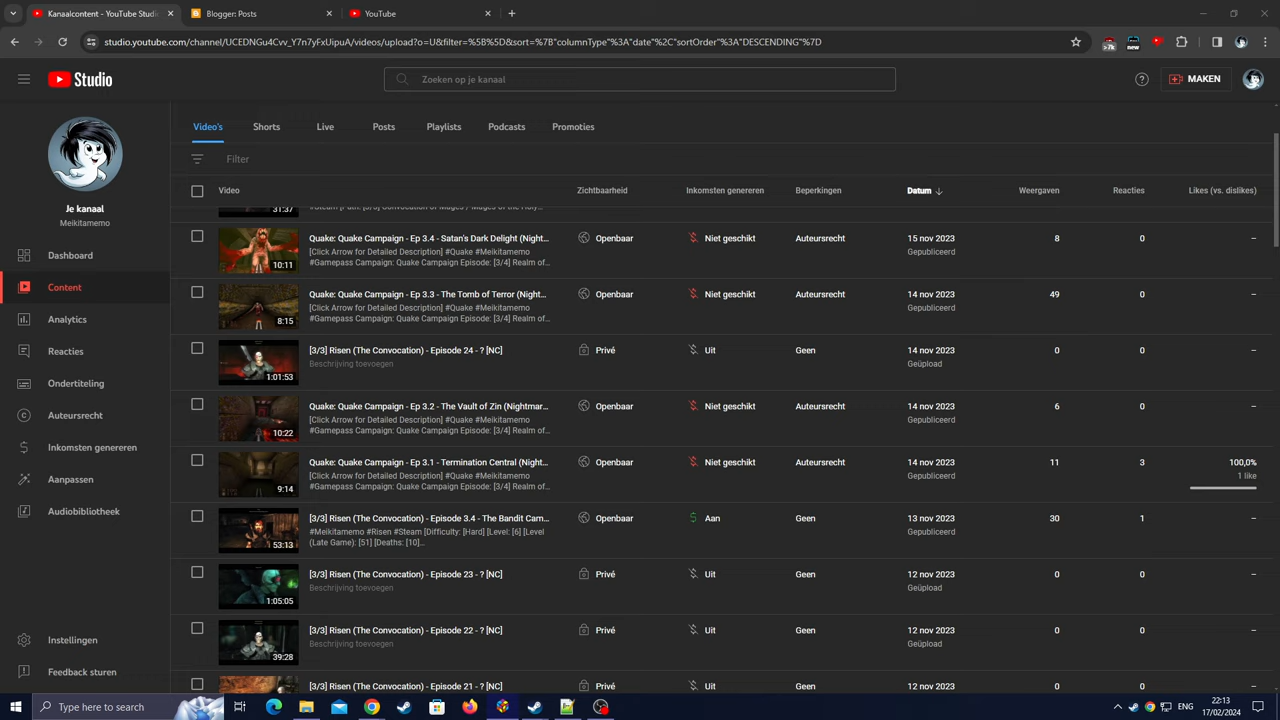 Kanaalcontent - YouTube Studio
Blogger: Posts
YouTube
studio.youtube.com/channel/UCEDNGu4Cvv_Y7n7yFxUipuA/videos/upload?o=U&filter=%5B%5D&sort=%7B"columnType"%3A"date"%2C"sortOrder"%3A"DESCENDING"%7D
>7k
new
Studio
Zoeken op je kanaal
MAKEN
Je kanaal
Meikitamemo
Dashboard
Content
Analytics
Reacties
Ondertiteling
Auteursrecht
Inkomsten genereren
Aanpassen
Audiobibliotheek
Instellingen
Feedback sturen
Video's Shorts Live Posts Playlists Podcasts Promoties
Filter
Video Zichtbaarheid Inkomsten genereren Beperkingen Datum Weergaven Reacties Likes (vs. dislikes)
31:37
Quake: Quake Campaign - Ep 3.4 - Satan's Dark Delight (Night... Openbaar Niet geschikt Auteursrecht 15 nov 2023 8 0 –
[Click Arrow for Detailed Description] #Quake #Meikitamemo Gepubliceerd
#Gamepass Campaign: Quake Campaign Episode: [3/4] Realm of...
10:11
Quake: Quake Campaign - Ep 3.3 - The Tomb of Terror (Night... Openbaar Niet geschikt Auteursrecht 14 nov 2023 49 0 –
[Click Arrow for Detailed Description] #Quake #Meikitamemo Gepubliceerd
#Gamepass Campaign: Quake Campaign Episode: [3/4] Realm of...
8:15
[3/3] Risen (The Convocation) - Episode 24 - ? [NC] Privé Uit Geen 14 nov 2023 0 0 –
Beschrijving toevoegen Geüpload
1:01:53
Quake: Quake Campaign - Ep 3.2 - The Vault of Zin (Nightmar... Openbaar Niet geschikt Auteursrecht 14 nov 2023 6 0 –
[Click Arrow for Detailed Description] #Quake #Meikitamemo Gepubliceerd
#Gamepass Campaign: Quake Campaign Episode: [3/4] Realm of...
10:22
Quake: Quake Campaign - Ep 3.1 - Termination Central (Night... Openbaar Niet geschikt Auteursrecht 14 nov 2023 11 3 100,0%
[Click Arrow for Detailed Description] #Quake #Meikitamemo Gepubliceerd 1 like
#Gamepass Campaign: Quake Campaign Episode: [3/4] Realm of...
9:14
[3/3] Risen (The Convocation) - Episode 3.4 - The Bandit Cam... Openbaar Aan Geen 13 nov 2023 30 1 –
#Meikitamemo #Risen #Steam [Difficulty: [Hard] [Level: [6] [Level Gepubliceerd
(Late Game): [51] [Deaths: [10]...
53:13
[3/3] Risen (The Convocation) - Episode 23 - ? [NC] Privé Uit Geen 12 nov 2023 0 0 –
Beschrijving toevoegen Geüpload
1:05:05
[3/3] Risen (The Convocation) - Episode 22 - ? [NC] Privé Uit Geen 12 nov 2023 0 0 –
Beschrijving toevoegen Geüpload
39:28
[3/3] Risen (The Convocation) - Episode 21 - ? [NC] Privé Uit Geen 12 nov 2023 0 0 –
Type here to search
ENG
22:13
17/02/2024